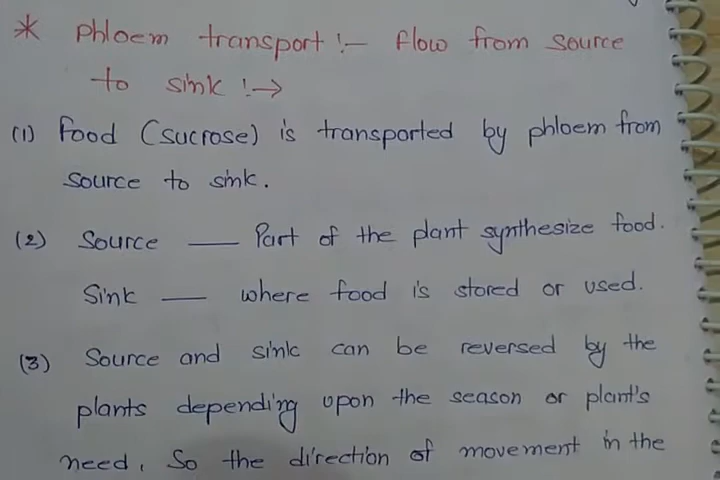 * Phloem transport :- flow from source
to sink :→
(1) Food (sucrose) is transported by phloem from
source to sink.
(2) Source — Part of the plant synthesize food.
Sink — where food is stored or used.
(3) Source and sink can be reversed by the
plants depending upon the season or plant's
need. So the direction of movement in the